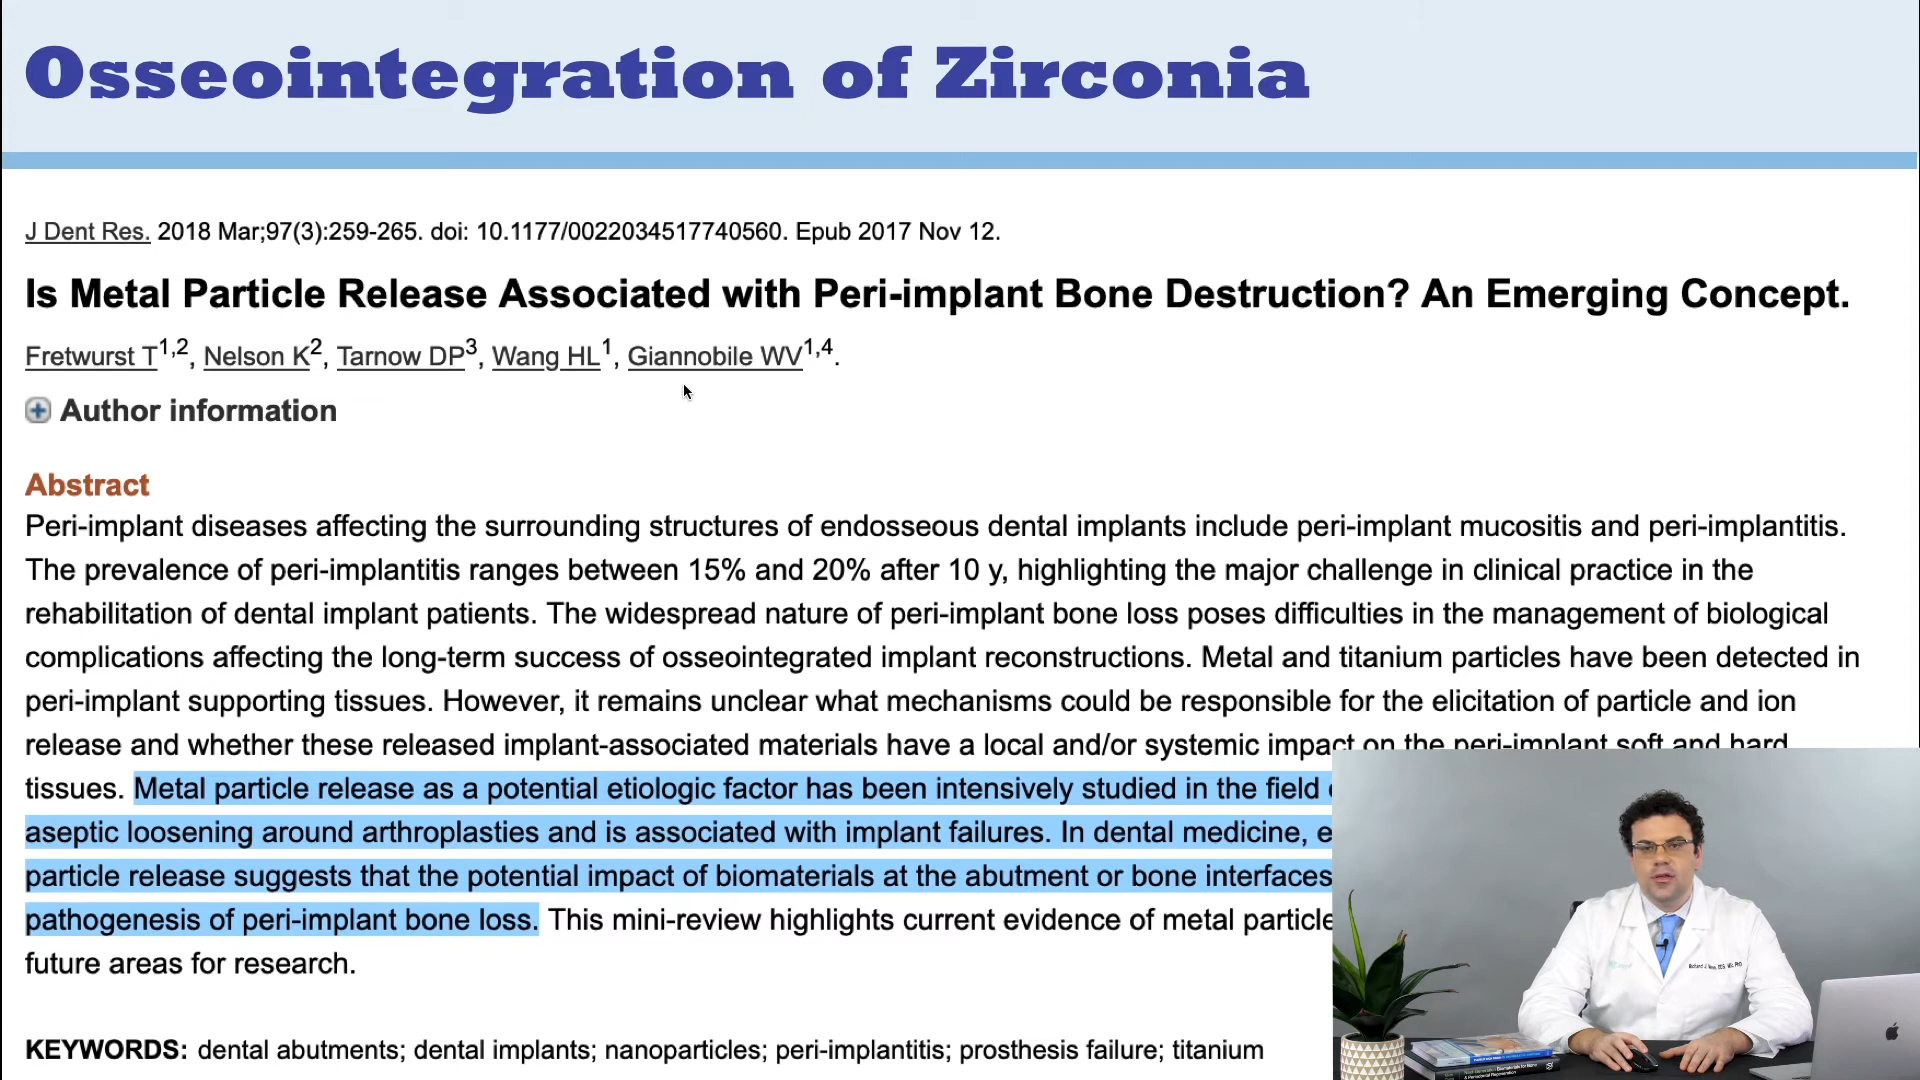 Osseointegration of Zirconia
J Dent Res. 2018 Mar;97(3):259-265. doi: 10.1177/0022034517740560. Epub 2017 Nov 12.
Is Metal Particle Release Associated with Peri-implant Bone Destruction? An Emerging Concept.
Fretwurst T1,2, Nelson K2, Tarnow DP3, Wang HL1, Giannobile WV1,4.
Author information
Abstract
Peri-implant diseases affecting the surrounding structures of endosseous dental implants include peri-implant mucositis and peri-implantitis.
The prevalence of peri-implantitis ranges between 15% and 20% after 10 y, highlighting the major challenge in clinical practice in the
rehabilitation of dental implant patients. The widespread nature of peri-implant bone loss poses difficulties in the management of biological
complications affecting the long-term success of osseointegrated implant reconstructions. Metal and titanium particles have been detected in
peri-implant supporting tissues. However, it remains unclear what mechanisms could be responsible for the elicitation of particle and ion
release and whether these released implant-associated materials have a local and/or systemic impact on the peri-implant soft and hard
tissues. Metal particle release as a potential etiologic factor has been intensively studied in the field
aseptic loosening around arthroplasties and is associated with implant failures. In dental medicine,
particle release suggests that the potential impact of biomaterials at the abutment or bone interfaces
pathogenesis of peri-implant bone loss. This mini-review highlights current evidence of metal particle
future areas for research.
KEYWORDS: dental abutments; dental implants; nanoparticles; peri-implantitis; prosthesis failure; titanium